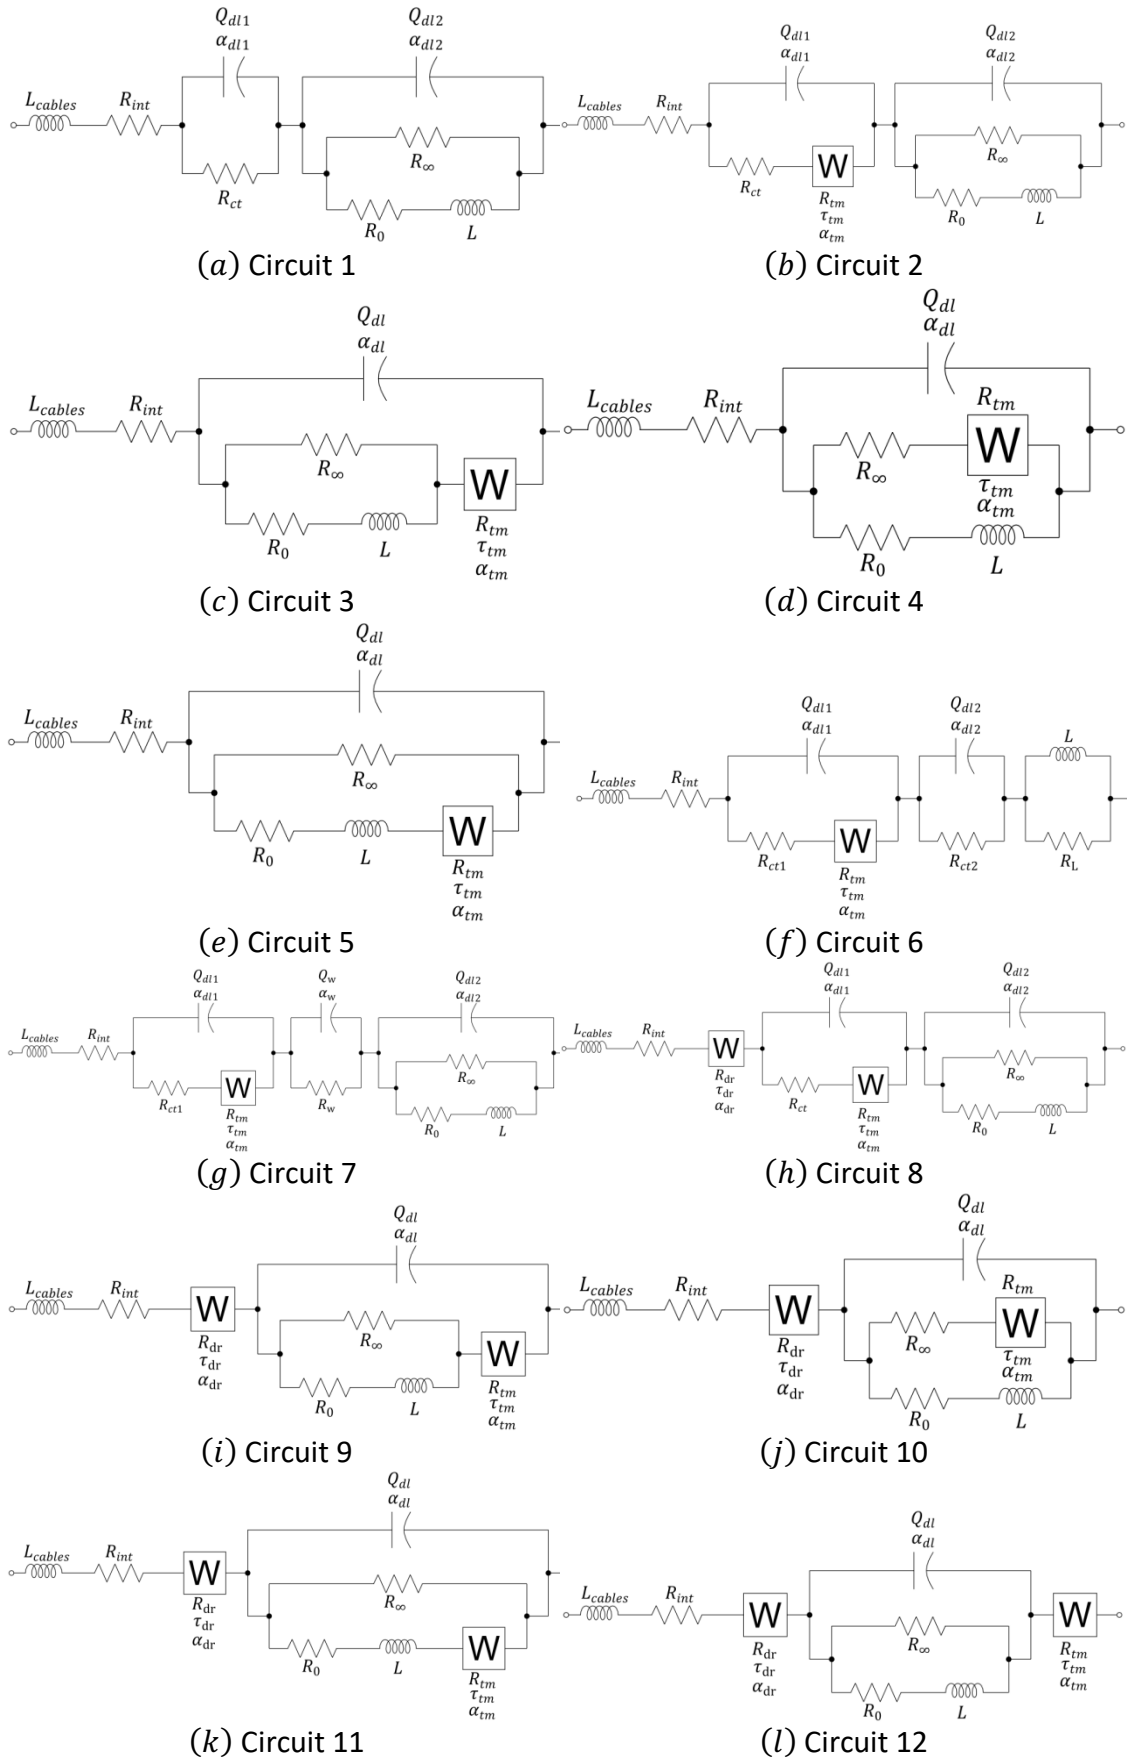 Q_dl1
α_dl1
Q_dl2
α_dl2
L_cables
R_int
R_ct
R_∞
R_0
L
(a) Circuit 1
Q_dl1
α_dl1
Q_dl2
α_dl2
L_cables
R_int
R_ct
W
R_tm
τ_tm
α_tm
R_∞
R_0
L
(b) Circuit 2
Q_dl
α_dl
L_cables
R_int
R_∞
R_0
L
W
R_tm
τ_tm
α_tm
(c) Circuit 3
Q_dl
α_dl
L_cables
R_int
R_tm
W
τ_tm
α_tm
R_∞
R_0
L
(d) Circuit 4
Q_dl
α_dl
L_cables
R_int
R_∞
R_0
L
W
R_tm
τ_tm
α_tm
(e) Circuit 5
Q_dl1
α_dl1
Q_dl2
α_dl2
L
L_cables
R_int
R_ct1
W
R_tm
τ_tm
α_tm
R_ct2
R_L
(f) Circuit 6
Q_dl1
α_dl1
Q_w
α_w
Q_dl2
α_dl2
L_cables
R_int
R_ct1
W
R_tm
τ_tm
α_tm
R_w
R_∞
R_0
L
(g) Circuit 7
Q_dl1
α_dl1
Q_dl2
α_dl2
L_cables
R_int
W
R_dr
τ_dr
α_dr
R_ct
W
R_tm
τ_tm
α_tm
R_∞
R_0
L
(h) Circuit 8
Q_dl
α_dl
L_cables
R_int
W
R_dr
τ_dr
α_dr
R_∞
R_0
L
W
R_tm
τ_tm
α_tm
(i) Circuit 9
Q_dl
α_dl
L_cables
R_int
W
R_dr
τ_dr
α_dr
R_tm
W
τ_tm
α_tm
R_∞
R_0
L
(j) Circuit 10
Q_dl
α_dl
L_cables
R_int
W
R_dr
τ_dr
α_dr
R_∞
R_0
L
W
R_tm
τ_tm
α_tm
(k) Circuit 11
Q_dl
α_dl
L_cables
R_int
W
R_dr
τ_dr
α_dr
R_∞
R_0
L
W
R_tm
τ_tm
α_tm
(l) Circuit 12